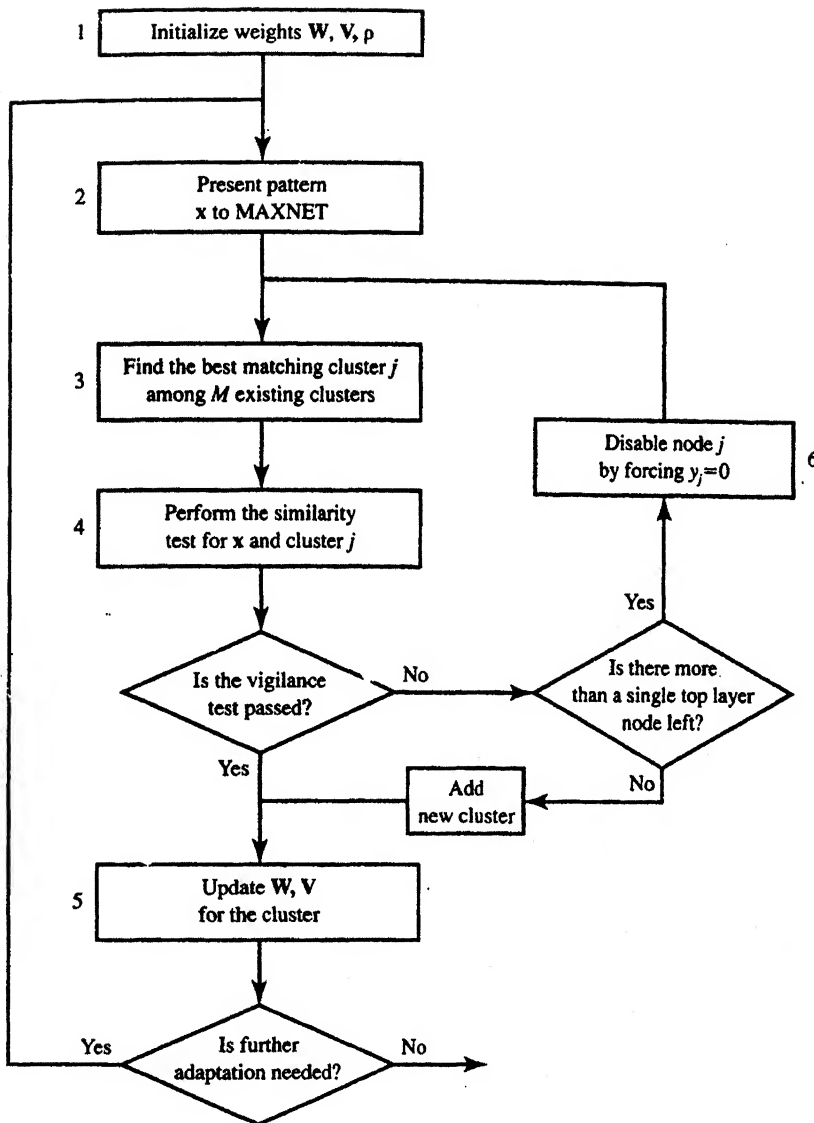 1
Initialize weights W, V, ρ
2
Present pattern
x to MAXNET
3
Find the best matching cluster j
among M existing clusters
Disable node j
by forcing yⱼ=0
6
4
Perform the similarity
test for x and cluster j
Yes
Is the vigilance
test passed?
No
Is there more
than a single top layer
node left?
Yes
No
Add
new cluster
5
Update W, V
for the cluster
Yes
Is further
adaptation needed?
No